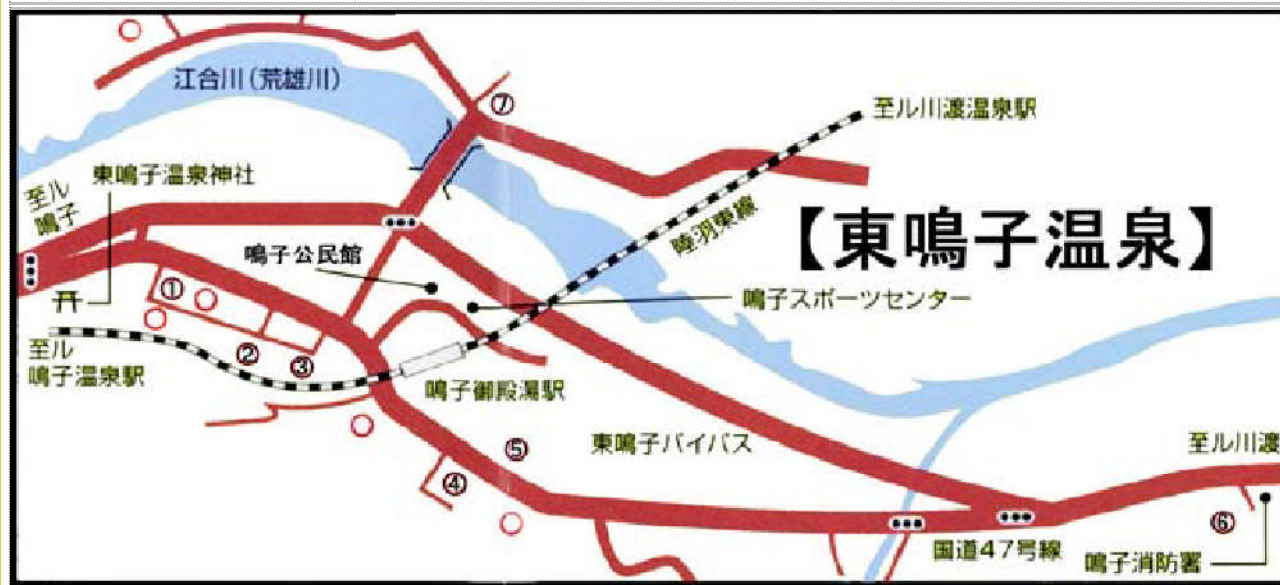 江合川(荒雄川)
⑦
至ル川渡温泉駅
東鳴子温泉神社
至ル
鳴子
陸羽東線
【東鳴子温泉】
鳴子公民館
①
鳴子スポーツセンター
②
③
至ル
鳴子温泉駅
鳴子御殿湯駅
東鳴子バイパス
至ル川渡
⑤
④
⑥
国道47号線
鳴子消防署